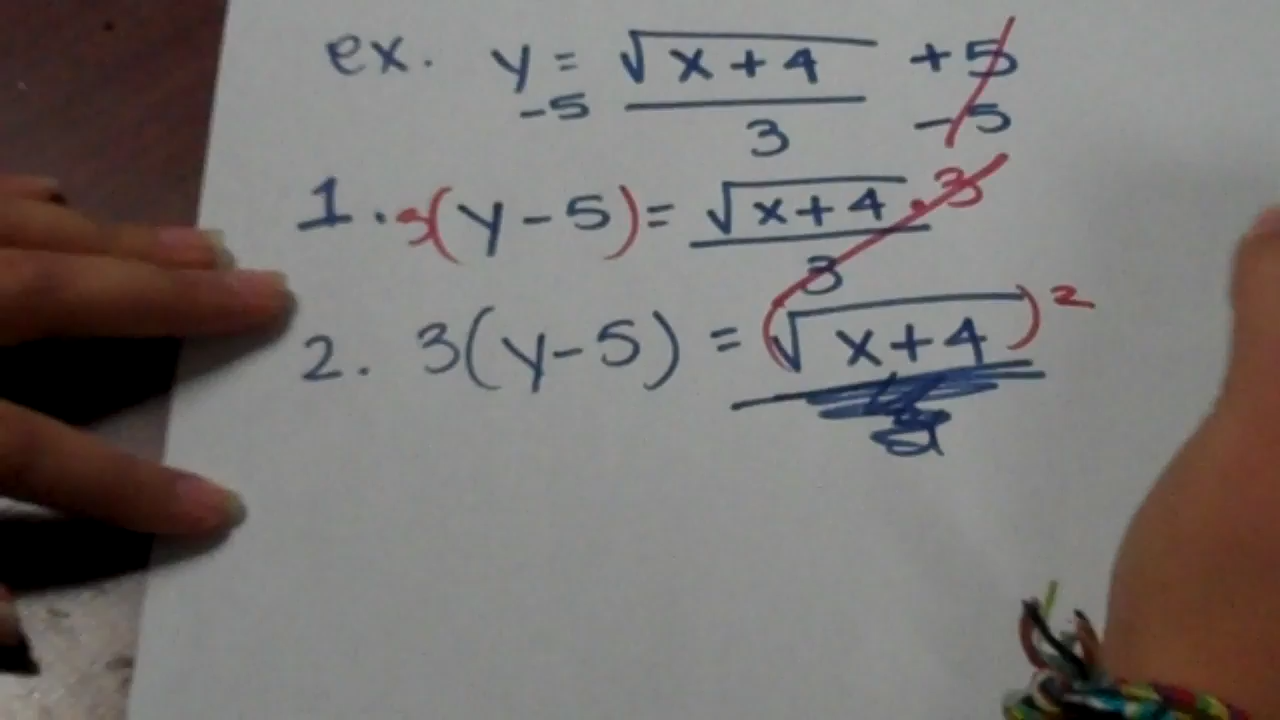 ex. y = √x+4 +5
-5 3 -5
1. 3(y-5) = √x+4 . 3
3
2. 3(y-5) = (√x+4)²